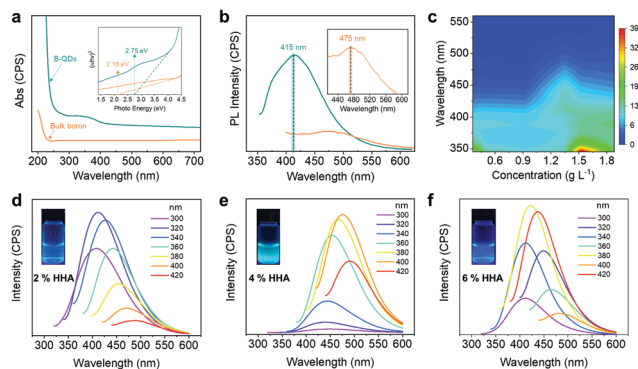 a
Abs (CPS)
B-QDs
Bulk boron
(αhν)²
2.75 eV
2.16 eV
1.5 2.0 2.5 3.0 3.5 4.0 4.5
Photo Energy (eV)
200 300 400 500 600 700
Wavelength (nm)
b
PL Intensity (CPS)
415 nm
475 nm
440 480 520 560 600
Wavelength (nm)
350 400 450 500 550 600
Wavelength (nm)
c
Wavelength (nm)
550
500
450
400
350
0.6 0.9 1.2 1.5 1.8
Concentration (g L⁻¹)
39
36
30
24
18
12
6
0
d
Intensity (CPS)
2 % HHA
nm
300
320
340
360
380
400
420
300 350 400 450 500 550 600
Wavelength (nm)
e
Intensity (CPS)
4 % HHA
nm
300
320
340
360
380
400
420
300 350 400 450 500 550 600
Wavelength (nm)
f
Intensity (CPS)
6 % HHA
nm
300
320
340
360
380
400
420
300 350 400 450 500 550 600
Wavelength (nm)